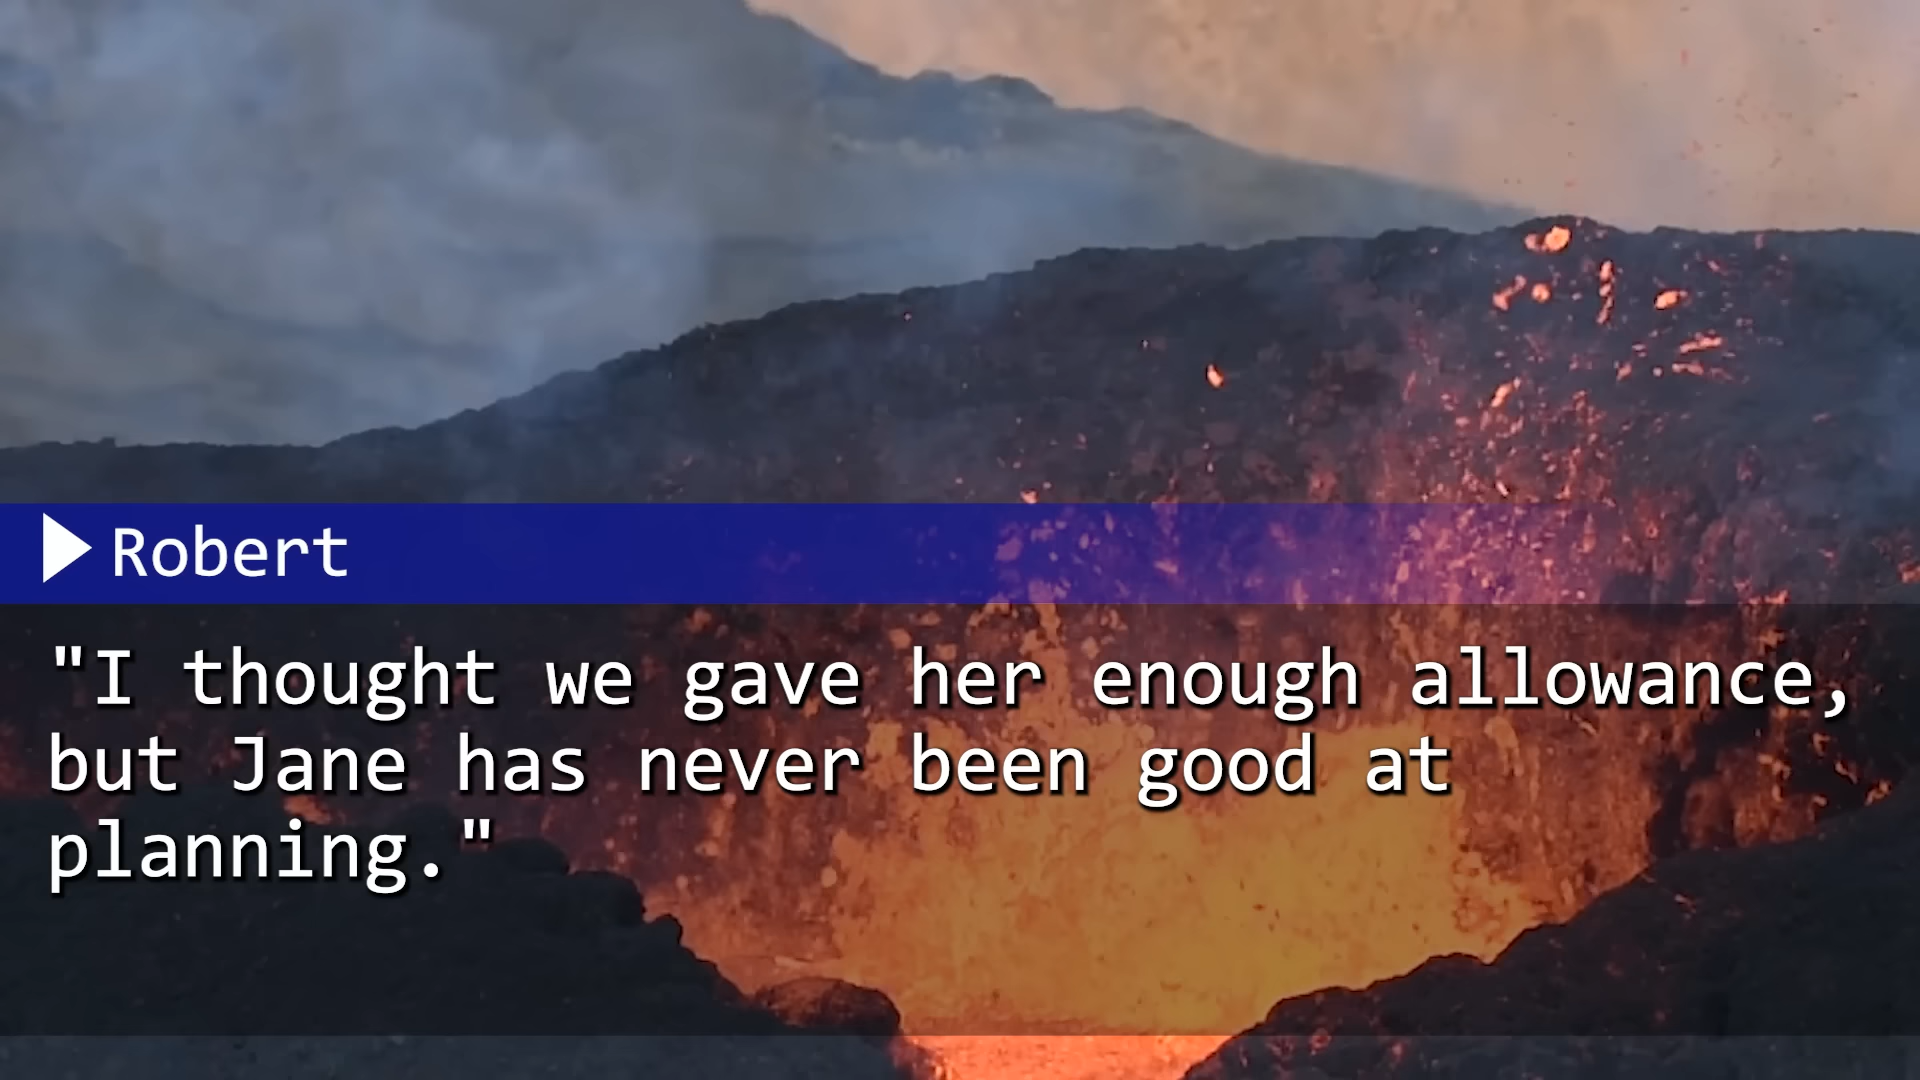 Robert
"I thought we gave her enough allowance,
but Jane has never been good at
planning."